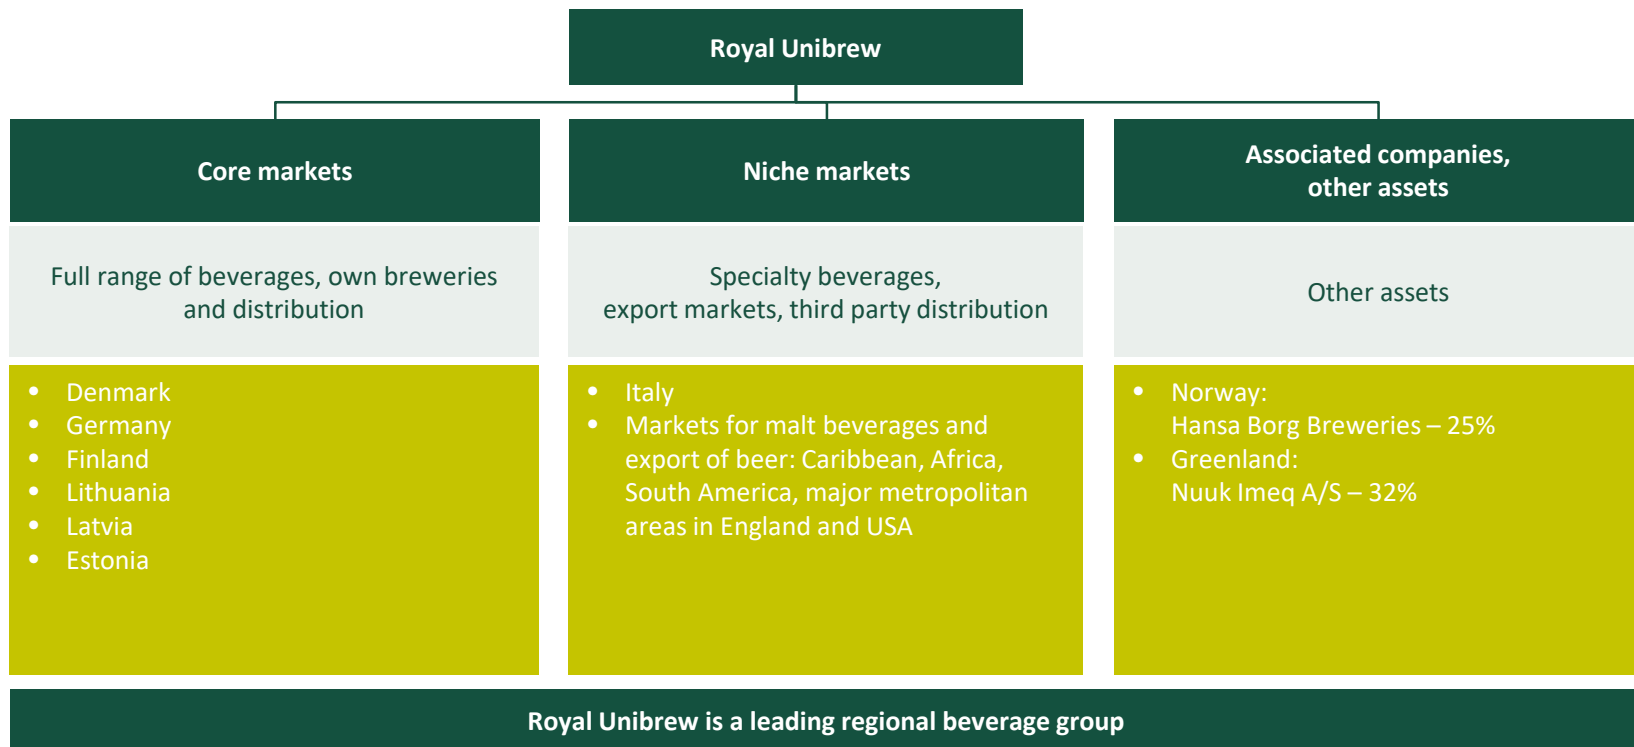 Royal Unibrew
Core markets
Full range of beverages, own breweries
and distribution
• Denmark
• Germany
• Finland
• Lithuania
• Latvia
• Estonia
Niche markets
Specialty beverages,
export markets, third party distribution
• Italy
• Markets for malt beverages and
export of beer: Caribbean, Africa,
South America, major metropolitan
areas in England and USA
Associated companies,
other assets
Other assets
• Norway:
Hansa Borg Breweries – 25%
• Greenland:
Nuuk Imeq A/S – 32%
Royal Unibrew is a leading regional beverage group